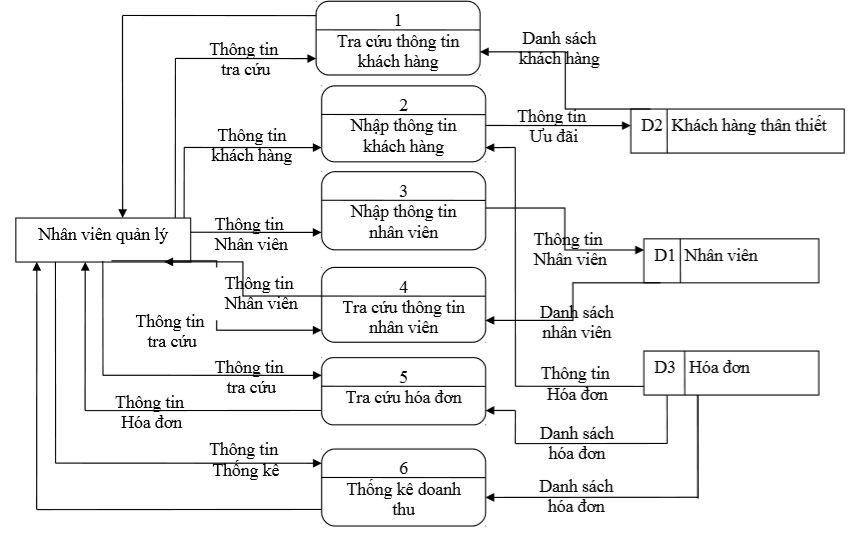 1
Tra cứu thông tin
khách hàng
Thông tin
tra cứu
Danh sách
khách hàng
2
Nhập thông tin
khách hàng
Thông tin
khách hàng
Thông tin
Ưu đãi
D2 Khách hàng thân thiết
3
Nhập thông tin
nhân viên
Nhân viên quản lý
Thông tin
Nhân viên
Thông tin
Nhân viên
D1 Nhân viên
4
Tra cứu thông tin
nhân viên
Thông tin
Nhân viên
Thông tin
tra cứu
Danh sách
nhân viên
5
Tra cứu hóa đơn
Thông tin
tra cứu
Thông tin
Hóa đơn
Thông tin
Hóa đơn
D3 Hóa đơn
Danh sách
hóa đơn
6
Thống kê doanh
thu
Thông tin
Thống kê
Danh sách
hóa đơn